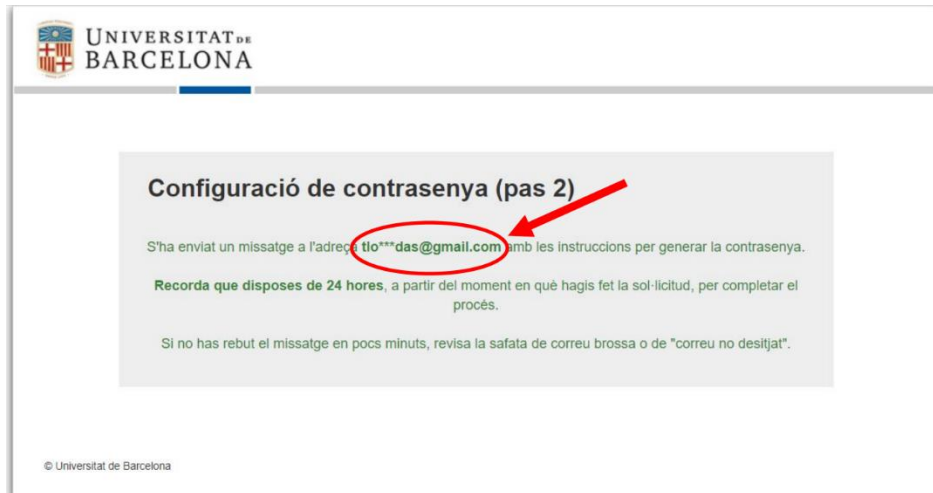 UNIVERSITAT DE
BARCELONA
Configuració de contrasenya (pas 2)
S'ha enviat un missatge a l'adreça tlo***das@gmail.com amb les instruccions per generar la contrasenya.
Recorda que disposes de 24 hores, a partir del moment en què hagis fet la sol·licitud, per completar el
procés.
Si no has rebut el missatge en pocs minuts, revisa la safata de correu brossa o de "correu no desitjat".
© Universitat de Barcelona